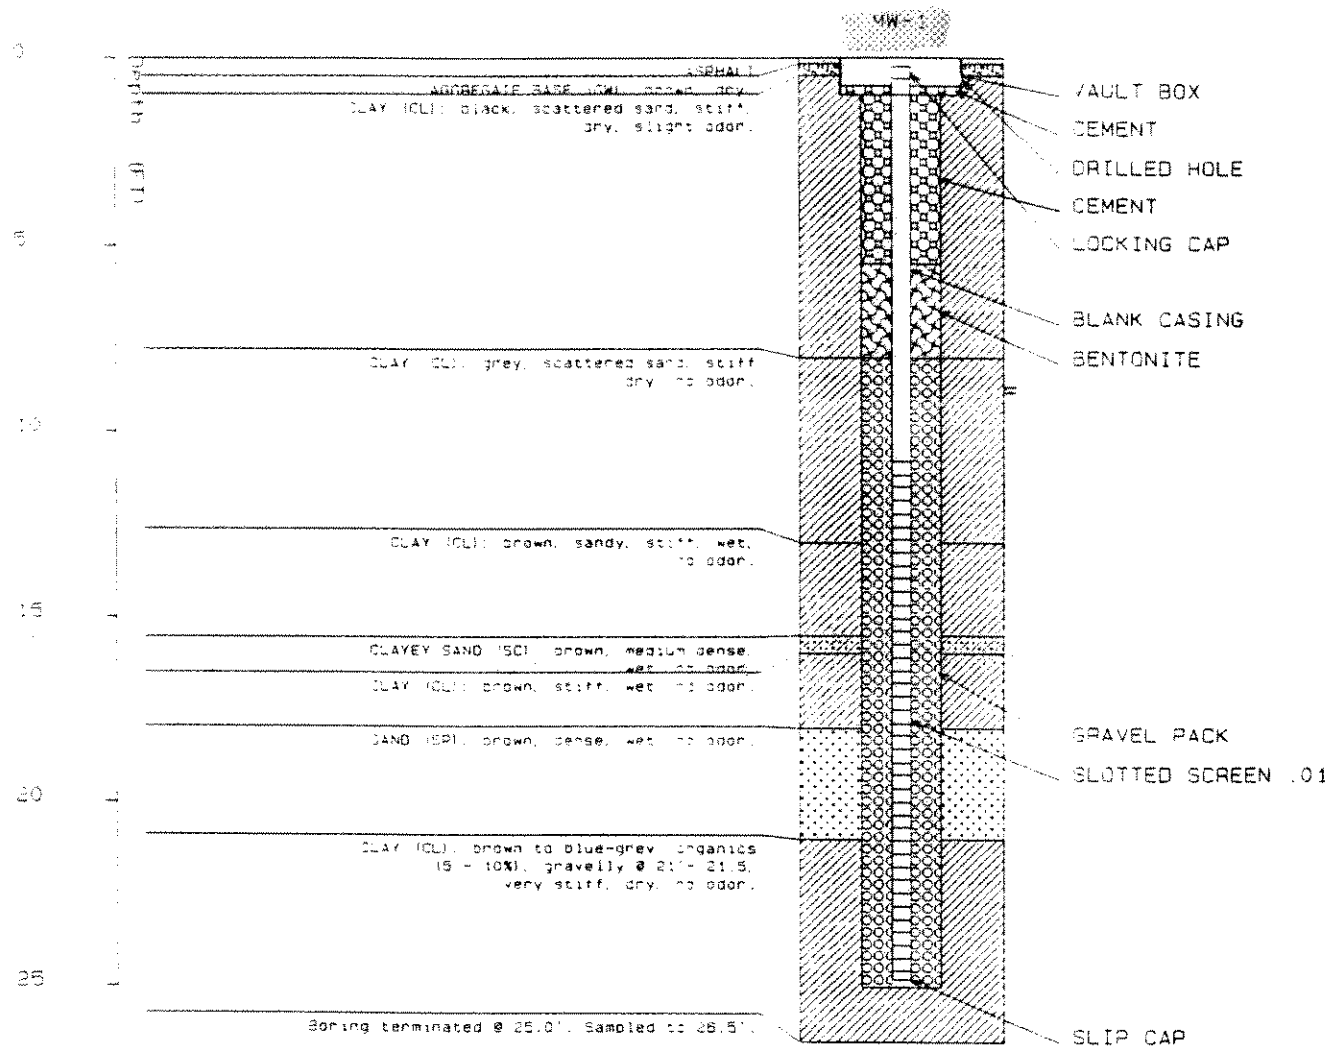 MW-1
0
DEPTH (FT)
ASPHALT
AGGREGATE BASE (GW), brown, dry.
CLAY (CL): black, scattered sand, stiff,
dry, slight odor.
VAULT BOX
CEMENT
DRILLED HOLE
CEMENT
LOCKING CAP
5
BLANK CASING
BENTONITE
CLAY (CL), grey, scattered sand, stiff
dry, no odor.
10
CLAY (CL): brown, sandy, stiff, wet,
no odor.
15
CLAYEY SAND (SC), brown, medium dense,
wet, no odor.
CLAY (CL): brown, stiff, wet, no odor.
SAND (SP), brown, dense, wet, no odor.
GRAVEL PACK
SLOTTED SCREEN .01
20
CLAY (CL), brown to blue-grey, organics
(5 - 10%), gravelly @ 21'- 21.5,
very stiff, dry, no odor.
25
Boring terminated @ 25.0'. Sampled to 26.5'.
SLIP CAP